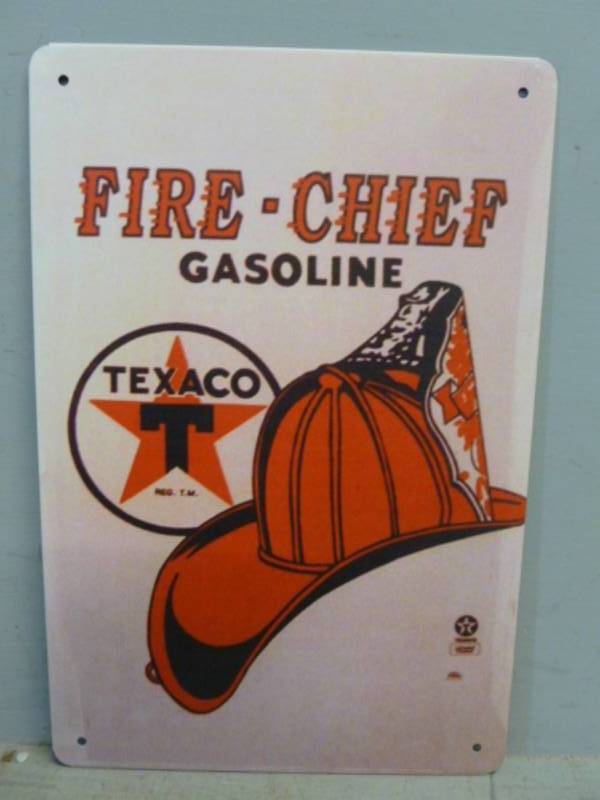 FIRE-CHIEF
GASOLINE
TEXACO
T
REG. T.M.